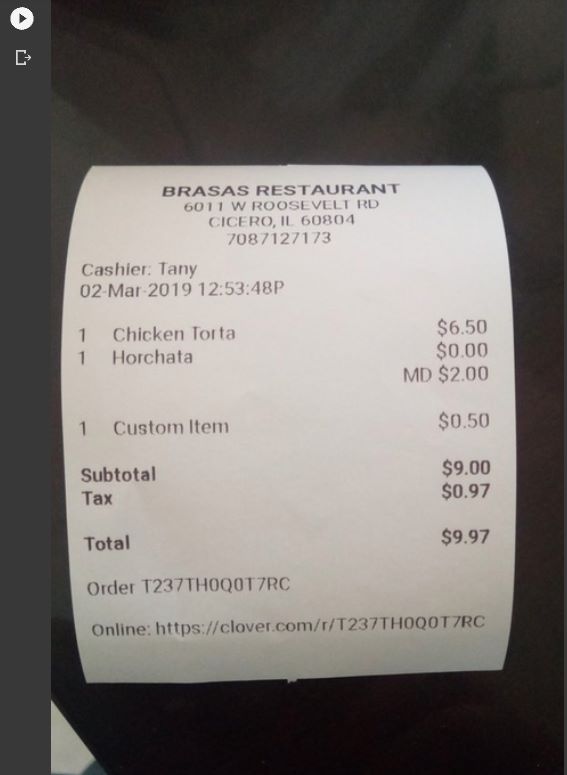 BRASAS RESTAURANT
6011 W ROOSEVELT RD
CICERO, IL 60804
7087127173
Cashier: Tany
02-Mar-2019 12:53:48P
1 Chicken Torta $6.50
1 Horchata $0.00
MD $2.00
1 Custom Item $0.50
Subtotal $9.00
Tax $0.97
Total $9.97
Order T237TH0Q0T7RC
Online: https://clover.com/r/T237TH0Q0T7RC